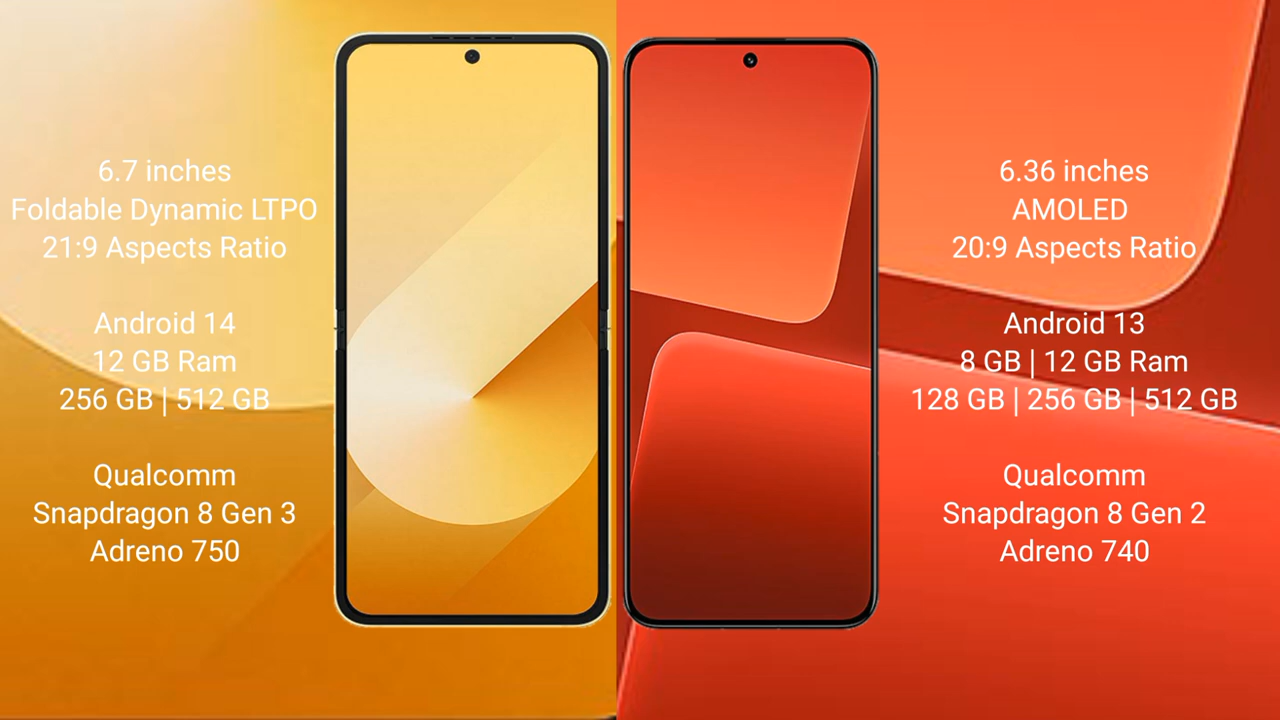 6.7 inches
Foldable Dynamic LTPO
21:9 Aspects Ratio
Android 14
12 GB Ram
256 GB | 512 GB
Qualcomm
Snapdragon 8 Gen 3
Adreno 750
6.36 inches
AMOLED
20:9 Aspects Ratio
Android 13
8 GB | 12 GB Ram
128 GB | 256 GB | 512 GB
Qualcomm
Snapdragon 8 Gen 2
Adreno 740